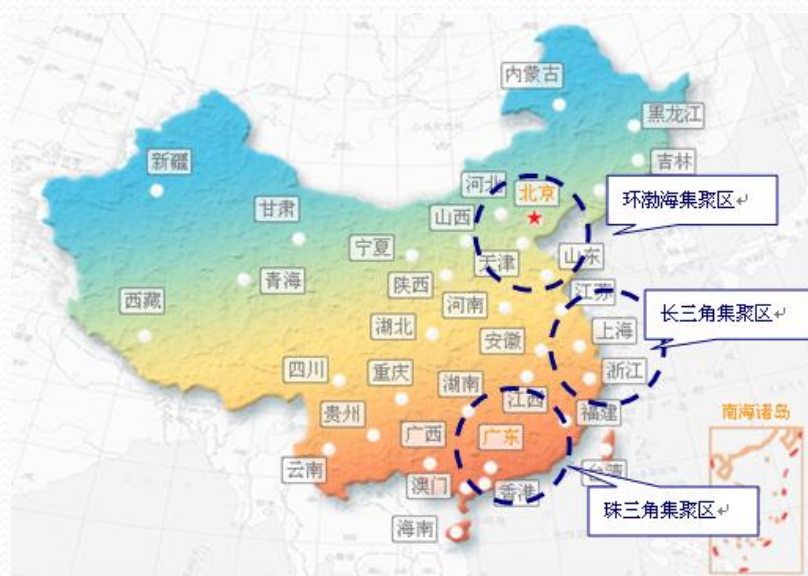 内蒙古
黑龙江
吉林
新疆
河北
北京
环渤海集聚区
甘肃
山西
宁夏
天津
山东
青海
陕西
江苏
西藏
河南
长三角集聚区
湖北
安徽
上海
四川
重庆
湖南
浙江
江西
贵州
福建
南海诸岛
广西
广东
云南
台湾
澳门
香港
珠三角集聚区
海南